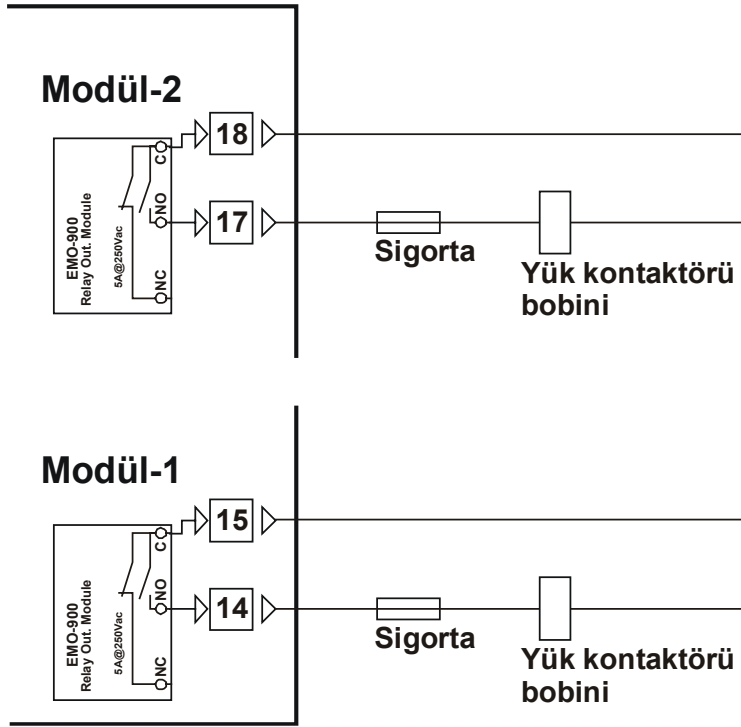 Modül-2
EMO-900
Relay Out. Module
5A@250Vac
C
NO
NC
18
17
Sigorta
Yük kontaktörü
bobini
Modül-1
EMO-900
Relay Out. Module
5A@250Vac
C
NO
NC
15
14
Sigorta
Yük kontaktörü
bobini